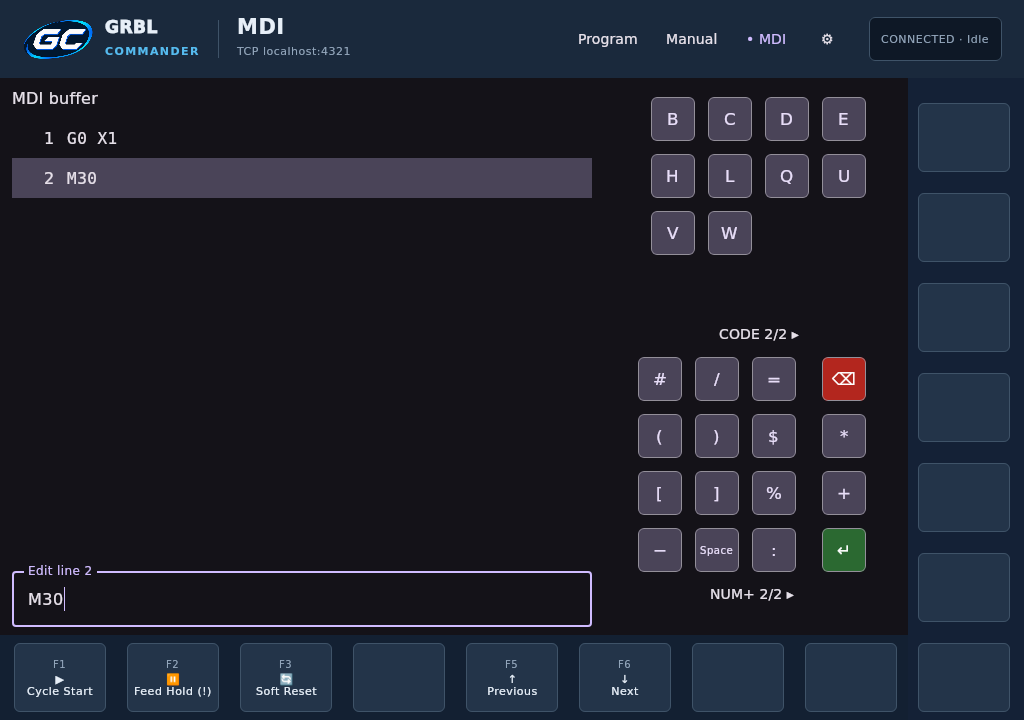 GC GRBL COMMANDER
MDI
TCP localhost:4321
Program Manual • MDI ⚙ CONNECTED · Idle
MDI buffer
1 G0 X1
2 M30
B C D E
H L Q U
V W
CODE 2/2 ▸
# / = ⌫
( ) $ *
[ ] % +
− Space : ↵
NUM+ 2/2 ▸
Edit line 2
M30
F1 ▶ Cycle Start
F2 ⏸ Feed Hold (!)
F3 🔄 Soft Reset
F5 ↑ Previous
F6 ↓ Next